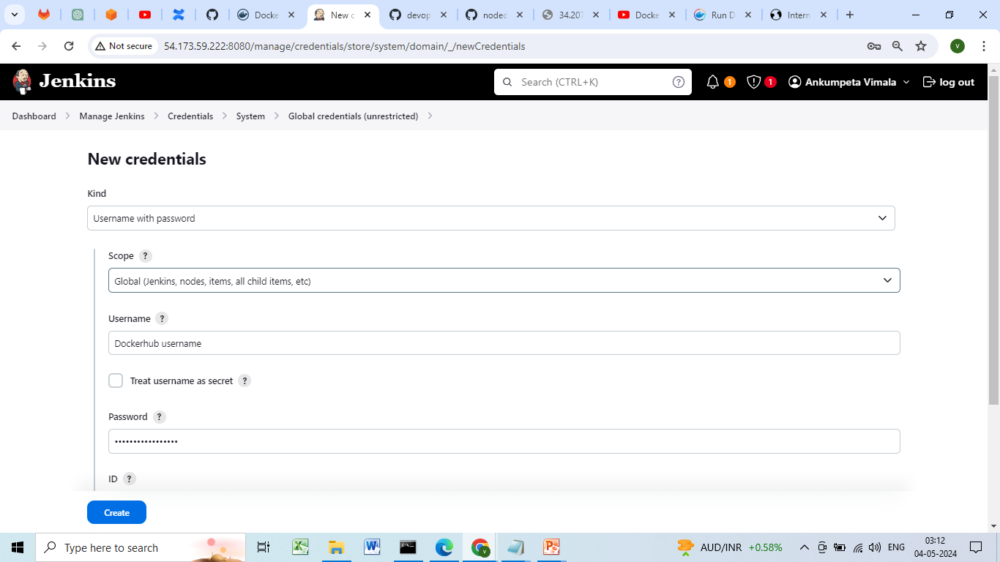 Docke
New c
devop
noded
34.207
Docke
Run D
Intern
Not secure
54.173.59.222:8080/manage/credentials/store/system/domain/_/newCredentials
V
Jenkins
Search (CTRL+K)
?
1
1
Ankumpeta Vimala
log out
Dashboard
Manage Jenkins
Credentials
System
Global credentials (unrestricted)
New credentials
Kind
Username with password
Scope ?
Global (Jenkins, nodes, items, all child items, etc)
Username ?
Dockerhub username
Treat username as secret ?
Password ?
•••••••••••••••••
ID ?
Create
Type here to search
AUD/INR +0.58%
ENG
03:12
04-05-2024